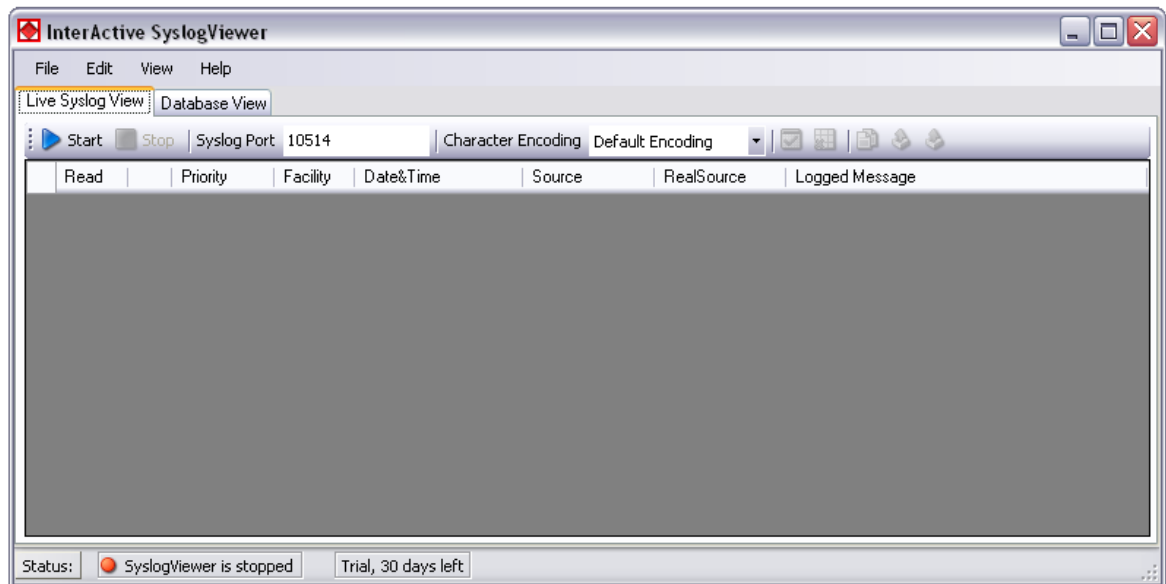 InterActive SyslogViewer
File Edit View Help
Live Syslog View Database View
Start Stop Syslog Port 10514 Character Encoding Default Encoding
Read Priority Facility Date&Time Source RealSource Logged Message
Status: SyslogViewer is stopped Trial, 30 days left